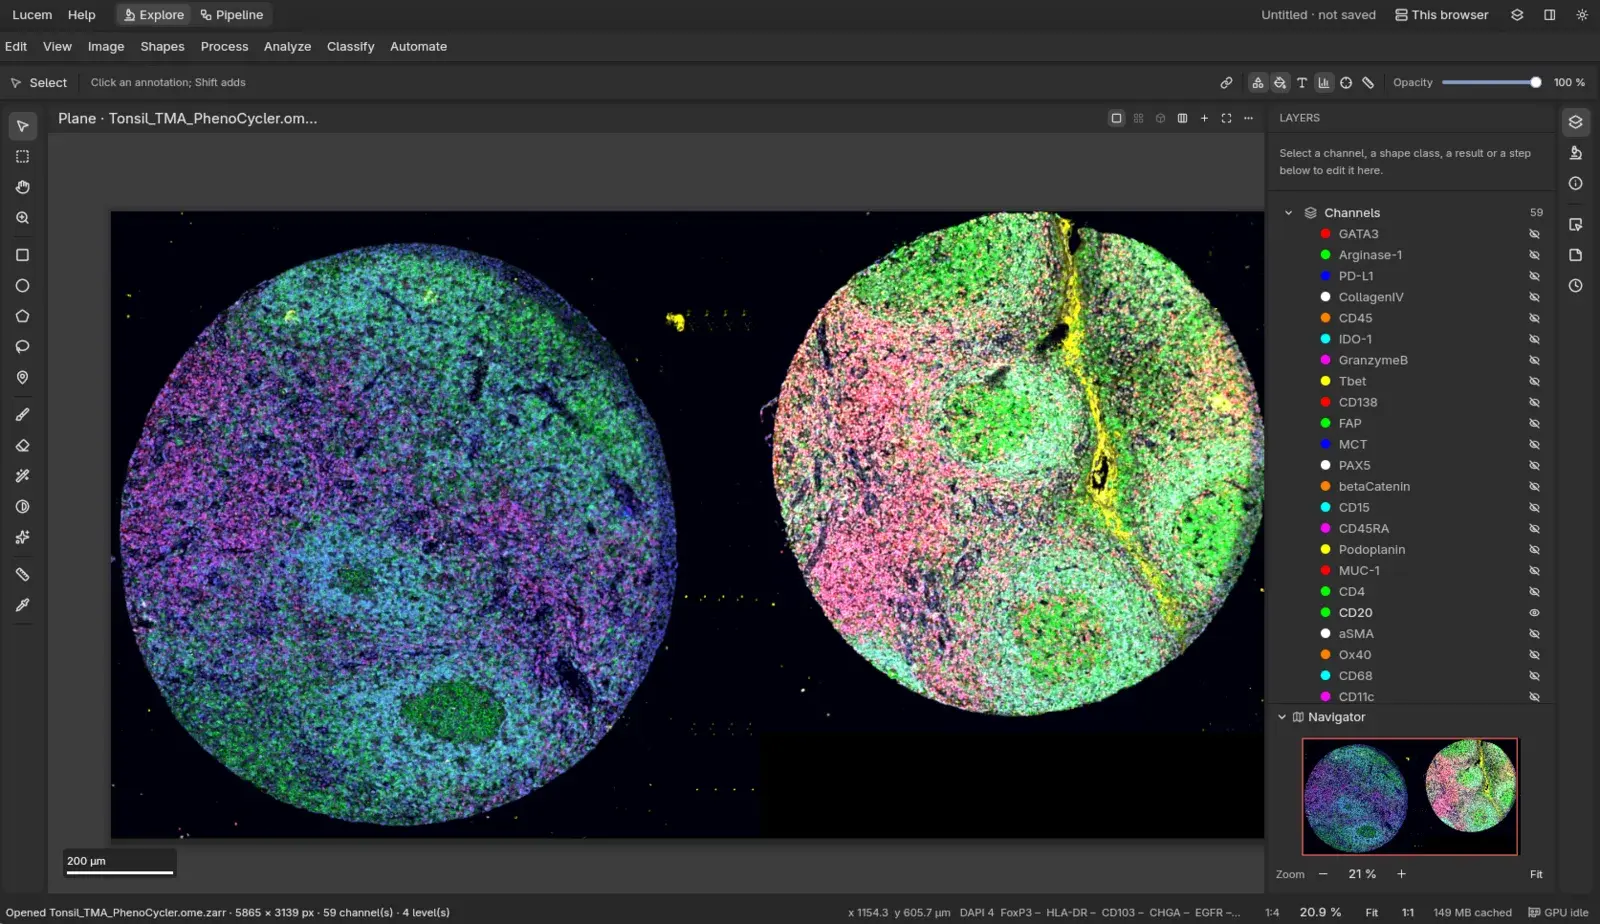 Lucem Help Explore Pipeline Untitled · not saved This browser
Edit View Image Shapes Process Analyze Classify Automate
Select Click an annotation; Shift adds Opacity 100 %
Plane · Tonsil_TMA_PhenoCycler.om...
LAYERS
Select a channel, a shape class, a result or a step
below to edit it here.
Channels 59
GATA3
Arginase-1
PD-L1
CollagenIV
CD45
IDO-1
GranzymeB
Tbet
CD138
FAP
MCT
PAX5
betaCatenin
CD15
CD45RA
Podoplanin
MUC-1
CD4
CD20
aSMA
Ox40
CD68
CD11c
Navigator
200 µm
Zoom − 21 % + Fit
Opened Tonsil_TMA_PhenoCycler.ome.zarr · 5865 × 3139 px · 59 channel(s) · 4 level(s) x 1154.3 y 605.7 µm DAPI 4 FoxP3 – HLA-DR – CD103 – CHGA – EGFR –... 1:4 20.9 % Fit 1:1 149 MB cached GPU idle